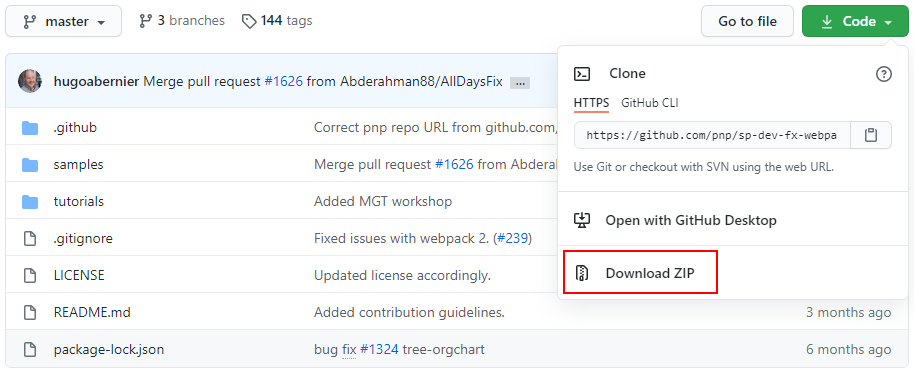 master
3 branches
144 tags
Go to file
Code
hugoabernier Merge pull request #1626 from Abderahman88/AllDaysFix ...
.github Correct pnp repo URL from github.com,
samples Merge pull request #1626 from Abderah
tutorials Added MGT workshop
.gitignore Fixed issues with webpack 2. (#239)
LICENSE Updated license accordingly.
README.md Added contribution guidelines. 3 months ago
package-lock.json bug fix #1324 tree-orgchart 6 months ago
Clone
?
HTTPS GitHub CLI
https://github.com/pnp/sp-dev-fx-webpa
Use Git or checkout with SVN using the web URL.
Open with GitHub Desktop
Download ZIP